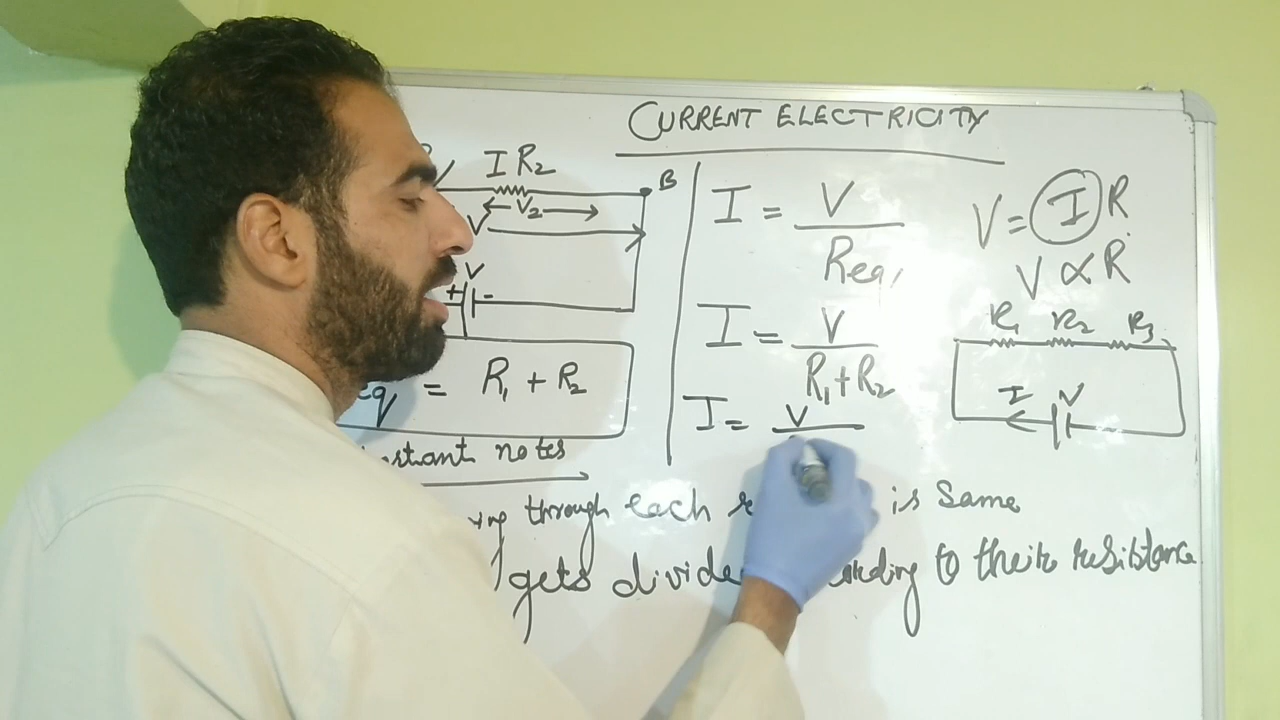 CURRENT ELECTRICITY
I R₂
B
V₂
V
+ V -
eq = R₁ + R₂
I = V / Req
V = I R
V ∝ R
I = V / R₁+R₂
R₁ R₂ R₃
I V
I = V
notes
through each is Same
gets to their resistance